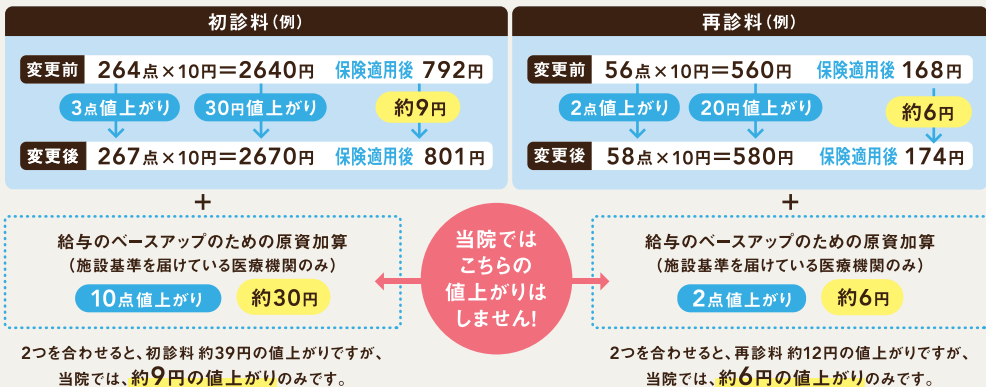 初診料(例)
変更前 264点×10円=2640円 保険適用後 792円
3点値上がり 30円値上がり 約9円
変更後 267点×10円=2670円 保険適用後 801円
+
給与のベースアップのための原資加算
(施設基準を届けている医療機関のみ)
10点値上がり 約30円
2つを合わせると、初診料 約39円の値上がりですが、
当院では、約9円の値上がりのみです。
当院では
こちらの
値上がりは
しません!
再診料(例)
変更前 56点×10円=560円 保険適用後 168円
2点値上がり 20円値上がり 約6円
変更後 58点×10円=580円 保険適用後 174円
+
給与のベースアップのための原資加算
(施設基準を届けている医療機関のみ)
2点値上がり 約6円
2つを合わせると、再診料 約12円の値上がりですが、
当院では、約6円の値上がりのみです。